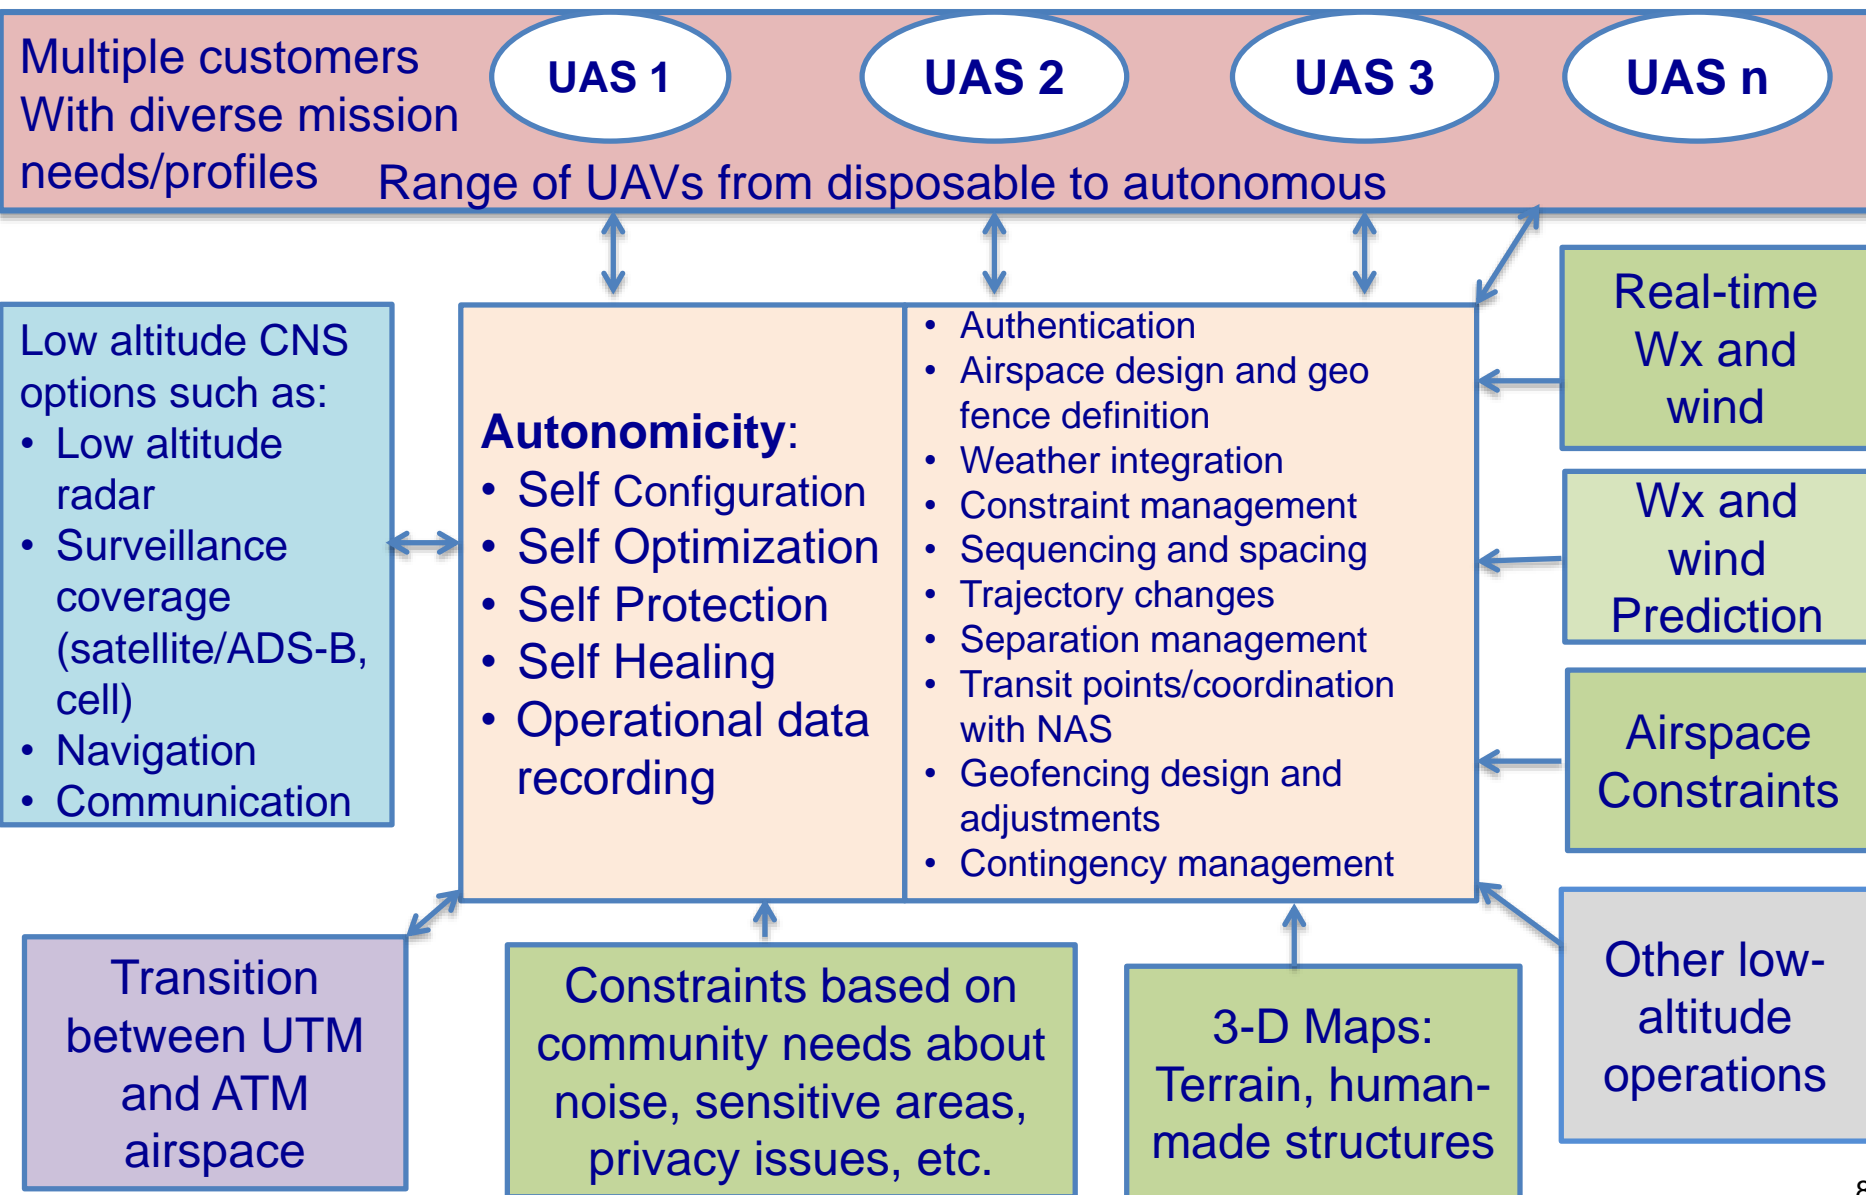 Multiple customers
With diverse mission
needs/profiles
UAS 1
UAS 2
UAS 3
UAS n
Range of UAVs from disposable to autonomous
Low altitude CNS
options such as:
• Low altitude
radar
• Surveillance
coverage
(satellite/ADS-B,
cell)
• Navigation
• Communication
Autonomicity:
• Self Configuration
• Self Optimization
• Self Protection
• Self Healing
• Operational data
recording
• Authentication
• Airspace design and geo
fence definition
• Weather integration
• Constraint management
• Sequencing and spacing
• Trajectory changes
• Separation management
• Transit points/coordination
with NAS
• Geofencing design and
adjustments
• Contingency management
Real-time
Wx and
wind
Wx and
wind
Prediction
Airspace
Constraints
Other low-
altitude
operations
Transition
between UTM
and ATM
airspace
Constraints based on
community needs about
noise, sensitive areas,
privacy issues, etc.
3-D Maps:
Terrain, human-
made structures
8